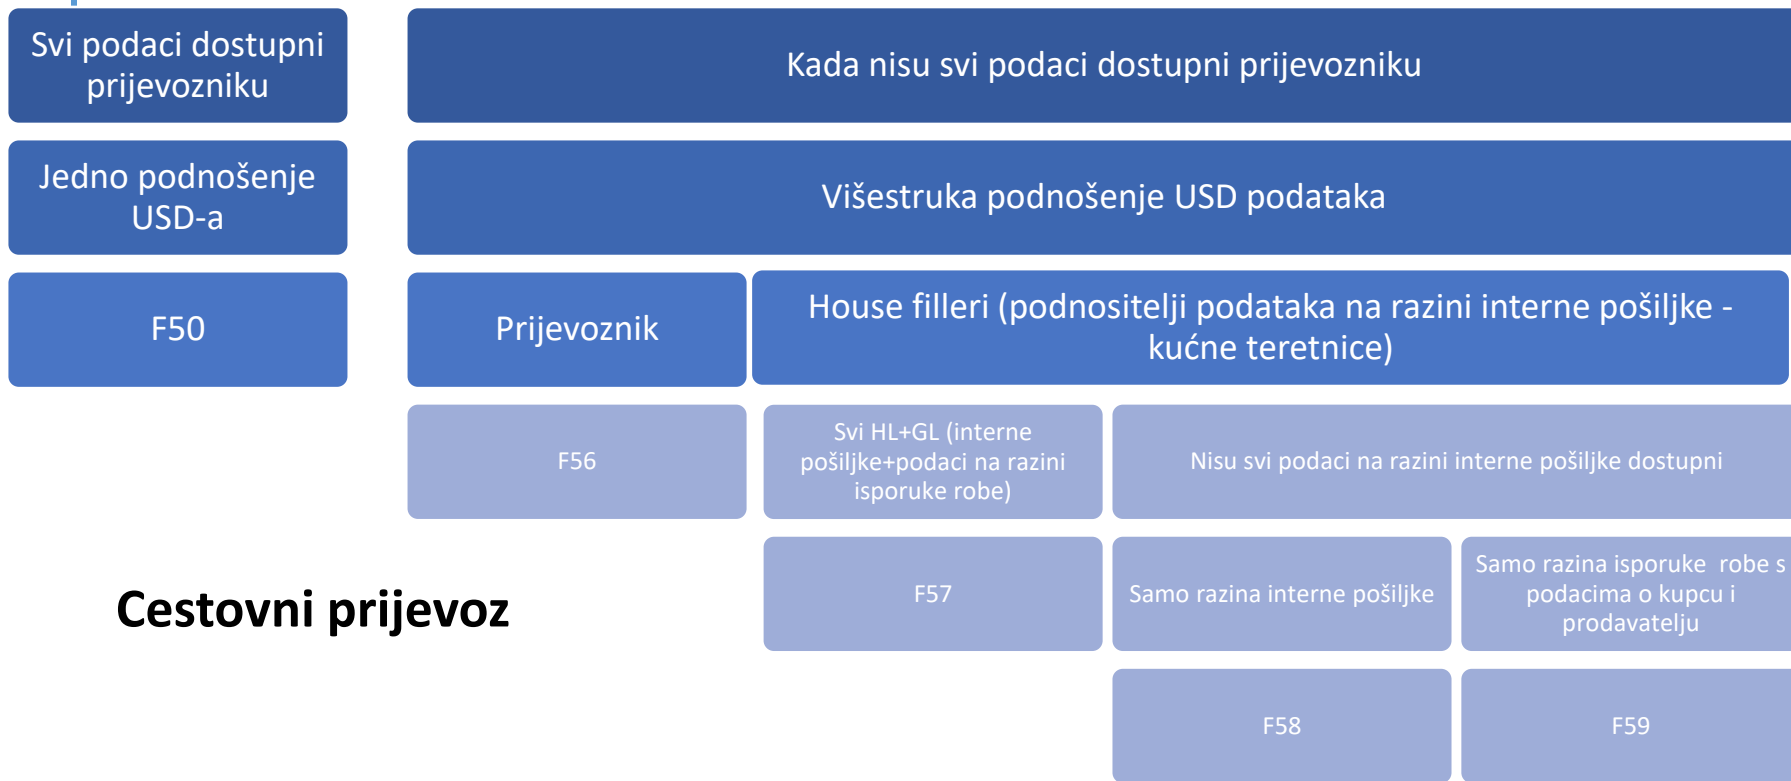 Svi podaci dostupni
prijevozniku
Kada nisu svi podaci dostupni prijevozniku
Jedno podnošenje
USD-a
Višestruka podnošenje USD podataka
F50
Prijevoznik
House filleri (podnositelji podataka na razini interne pošiljke -
kućne teretnice)
F56
Svi HL+GL (interne
pošiljke+podaci na razini
isporuke robe)
Nisu svi podaci na razini interne pošiljke dostupni
Cestovni prijevoz
F57
Samo razina interne pošiljke
Samo razina isporuke robe s
podacima o kupcu i
prodavatelju
F58
F59